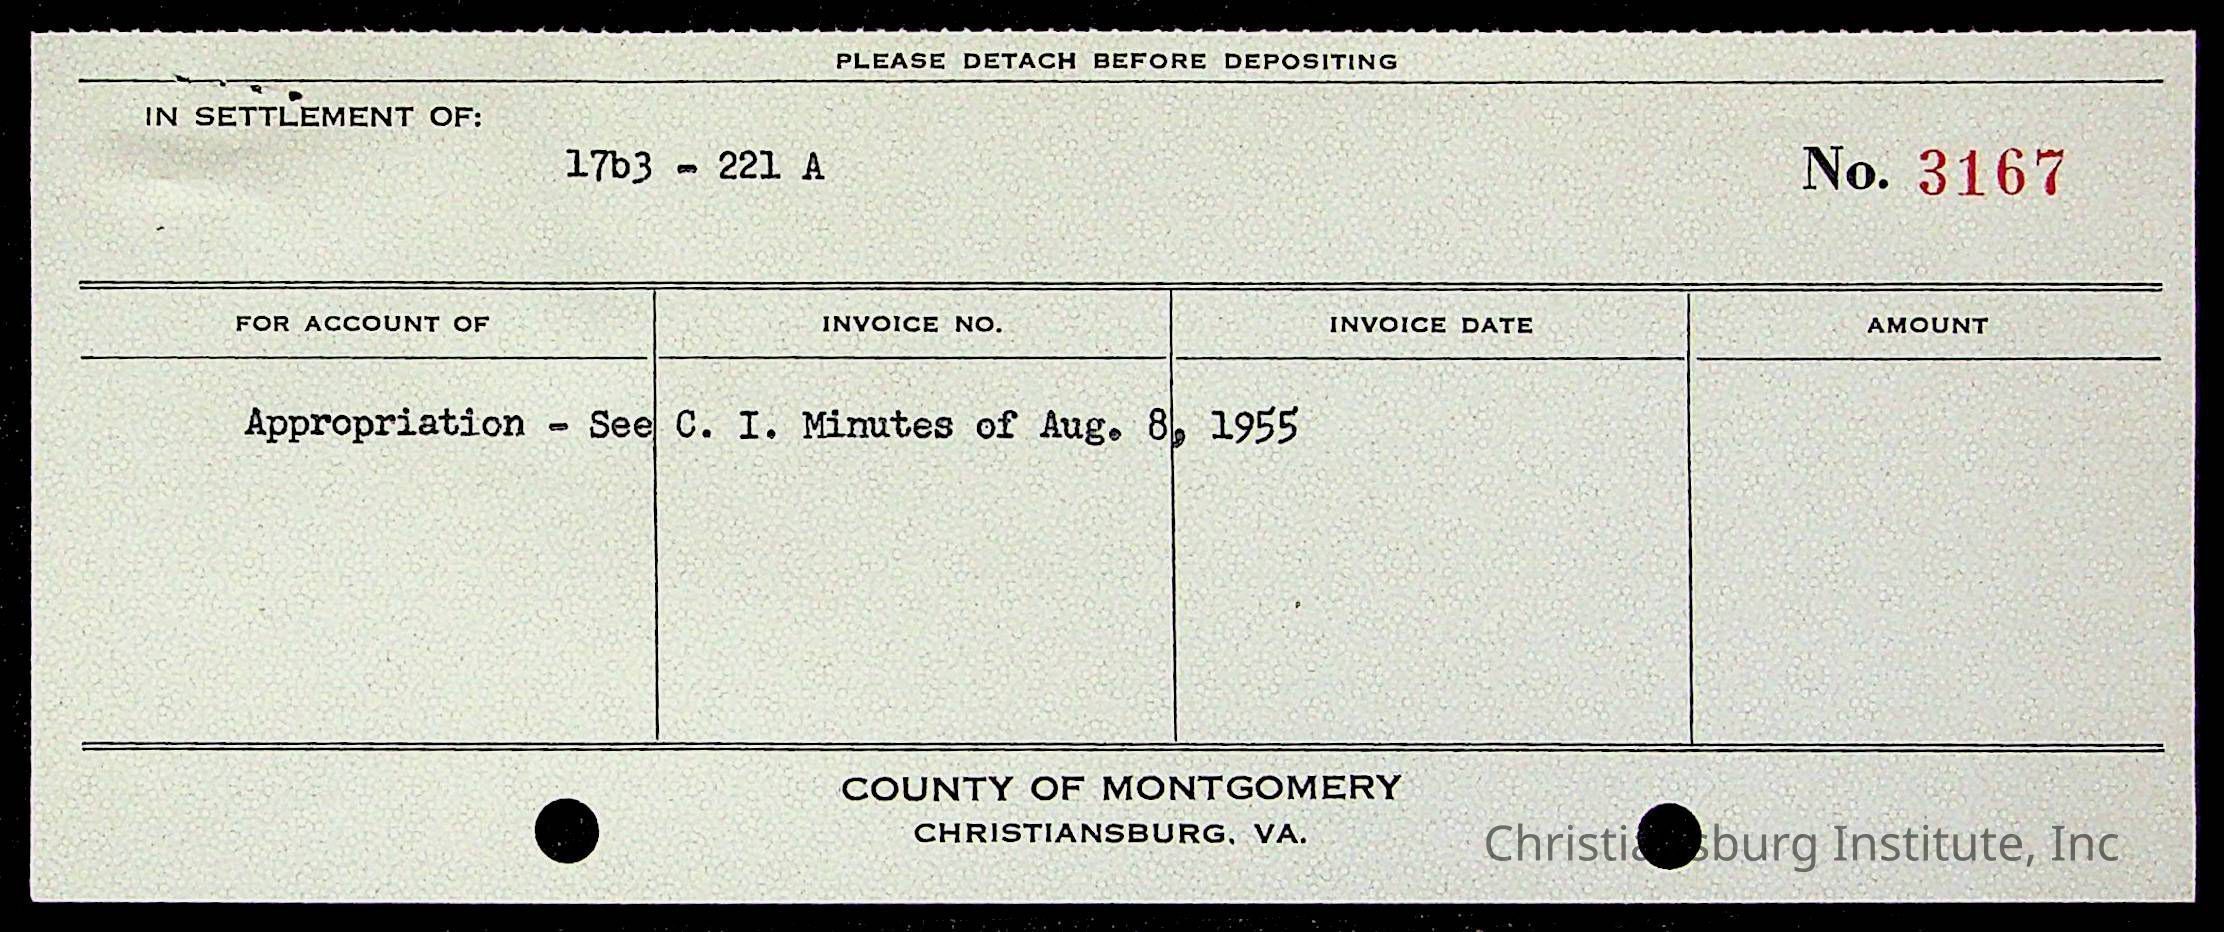 PLEASE DETACH BEFORE DEPOSITING
IN SETTLEMENT OF:
17b3 - 221 A
No. 3167
FOR ACCOUNT OF INVOICE NO. INVOICE DATE AMOUNT
Appropriation - See C. I. Minutes of Aug. 8, 1955
COUNTY OF MONTGOMERY
CHRISTIANSBURG, VA.
Christiansburg Institute, Inc